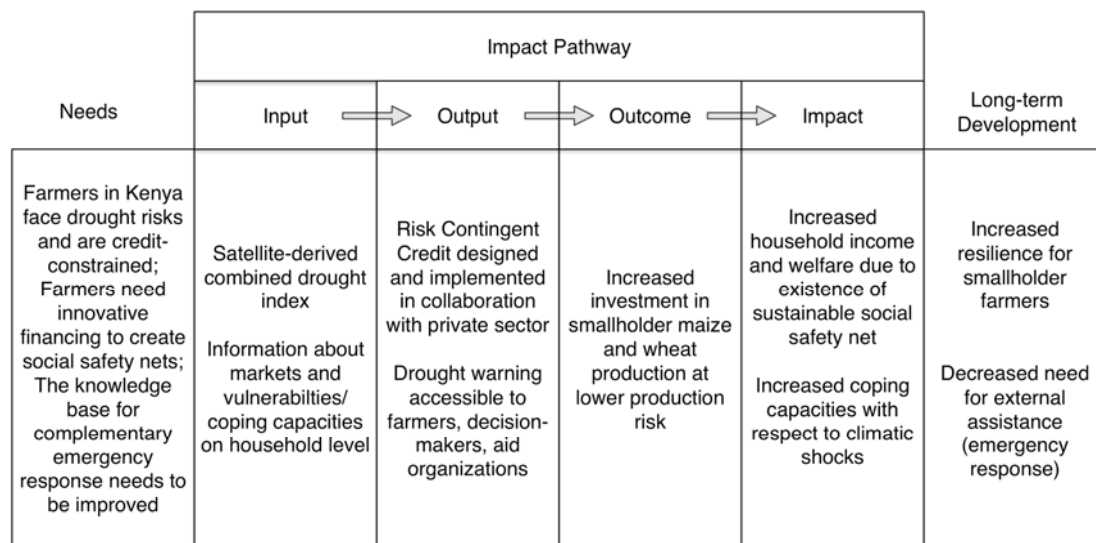 Impact Pathway
Needs
Input
Output
Outcome
Impact
Long-term
Development
Farmers in Kenya
face drought risks
and are credit-
constrained;
Farmers need
innovative
financing to create
social safety nets;
The knowledge
base for
complementary
emergency
response needs to
be improved
Satellite-derived
combined drought
index
Information about
markets and
vulnerabilties/
coping capacities
on household level
Risk Contingent
Credit designed
and implemented
in collaboration
with private sector
Drought warning
accessible to
farmers, decision-
makers, aid
organizations
Increased
investment in
smallholder maize
and wheat
production at
lower production
risk
Increased
household income
and welfare due to
existence of
sustainable social
safety net
Increased coping
capacities with
respect to climatic
shocks
Increased
resilience for
smallholder
farmers
Decreased need
for external
assistance
(emergency
response)